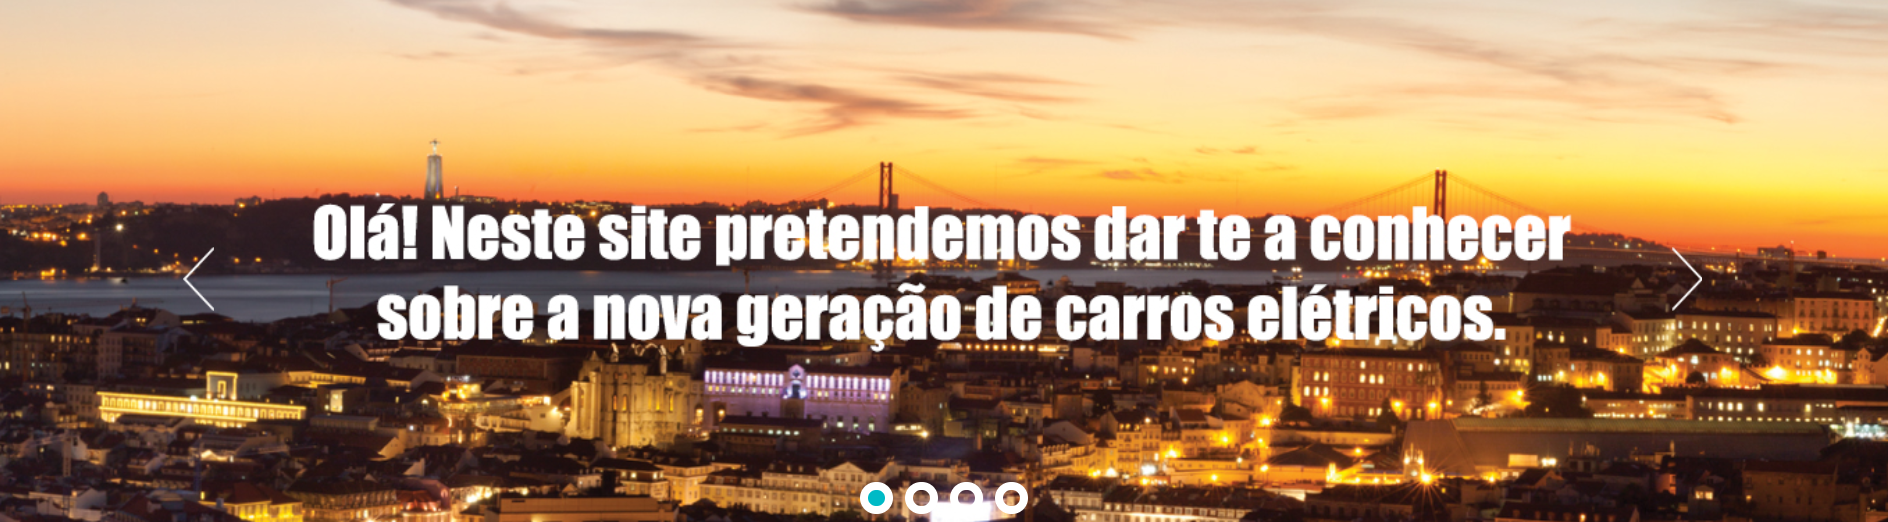 Olá! Neste site pretendemos dar te a conhecer
sobre a nova geração de carros elétricos.